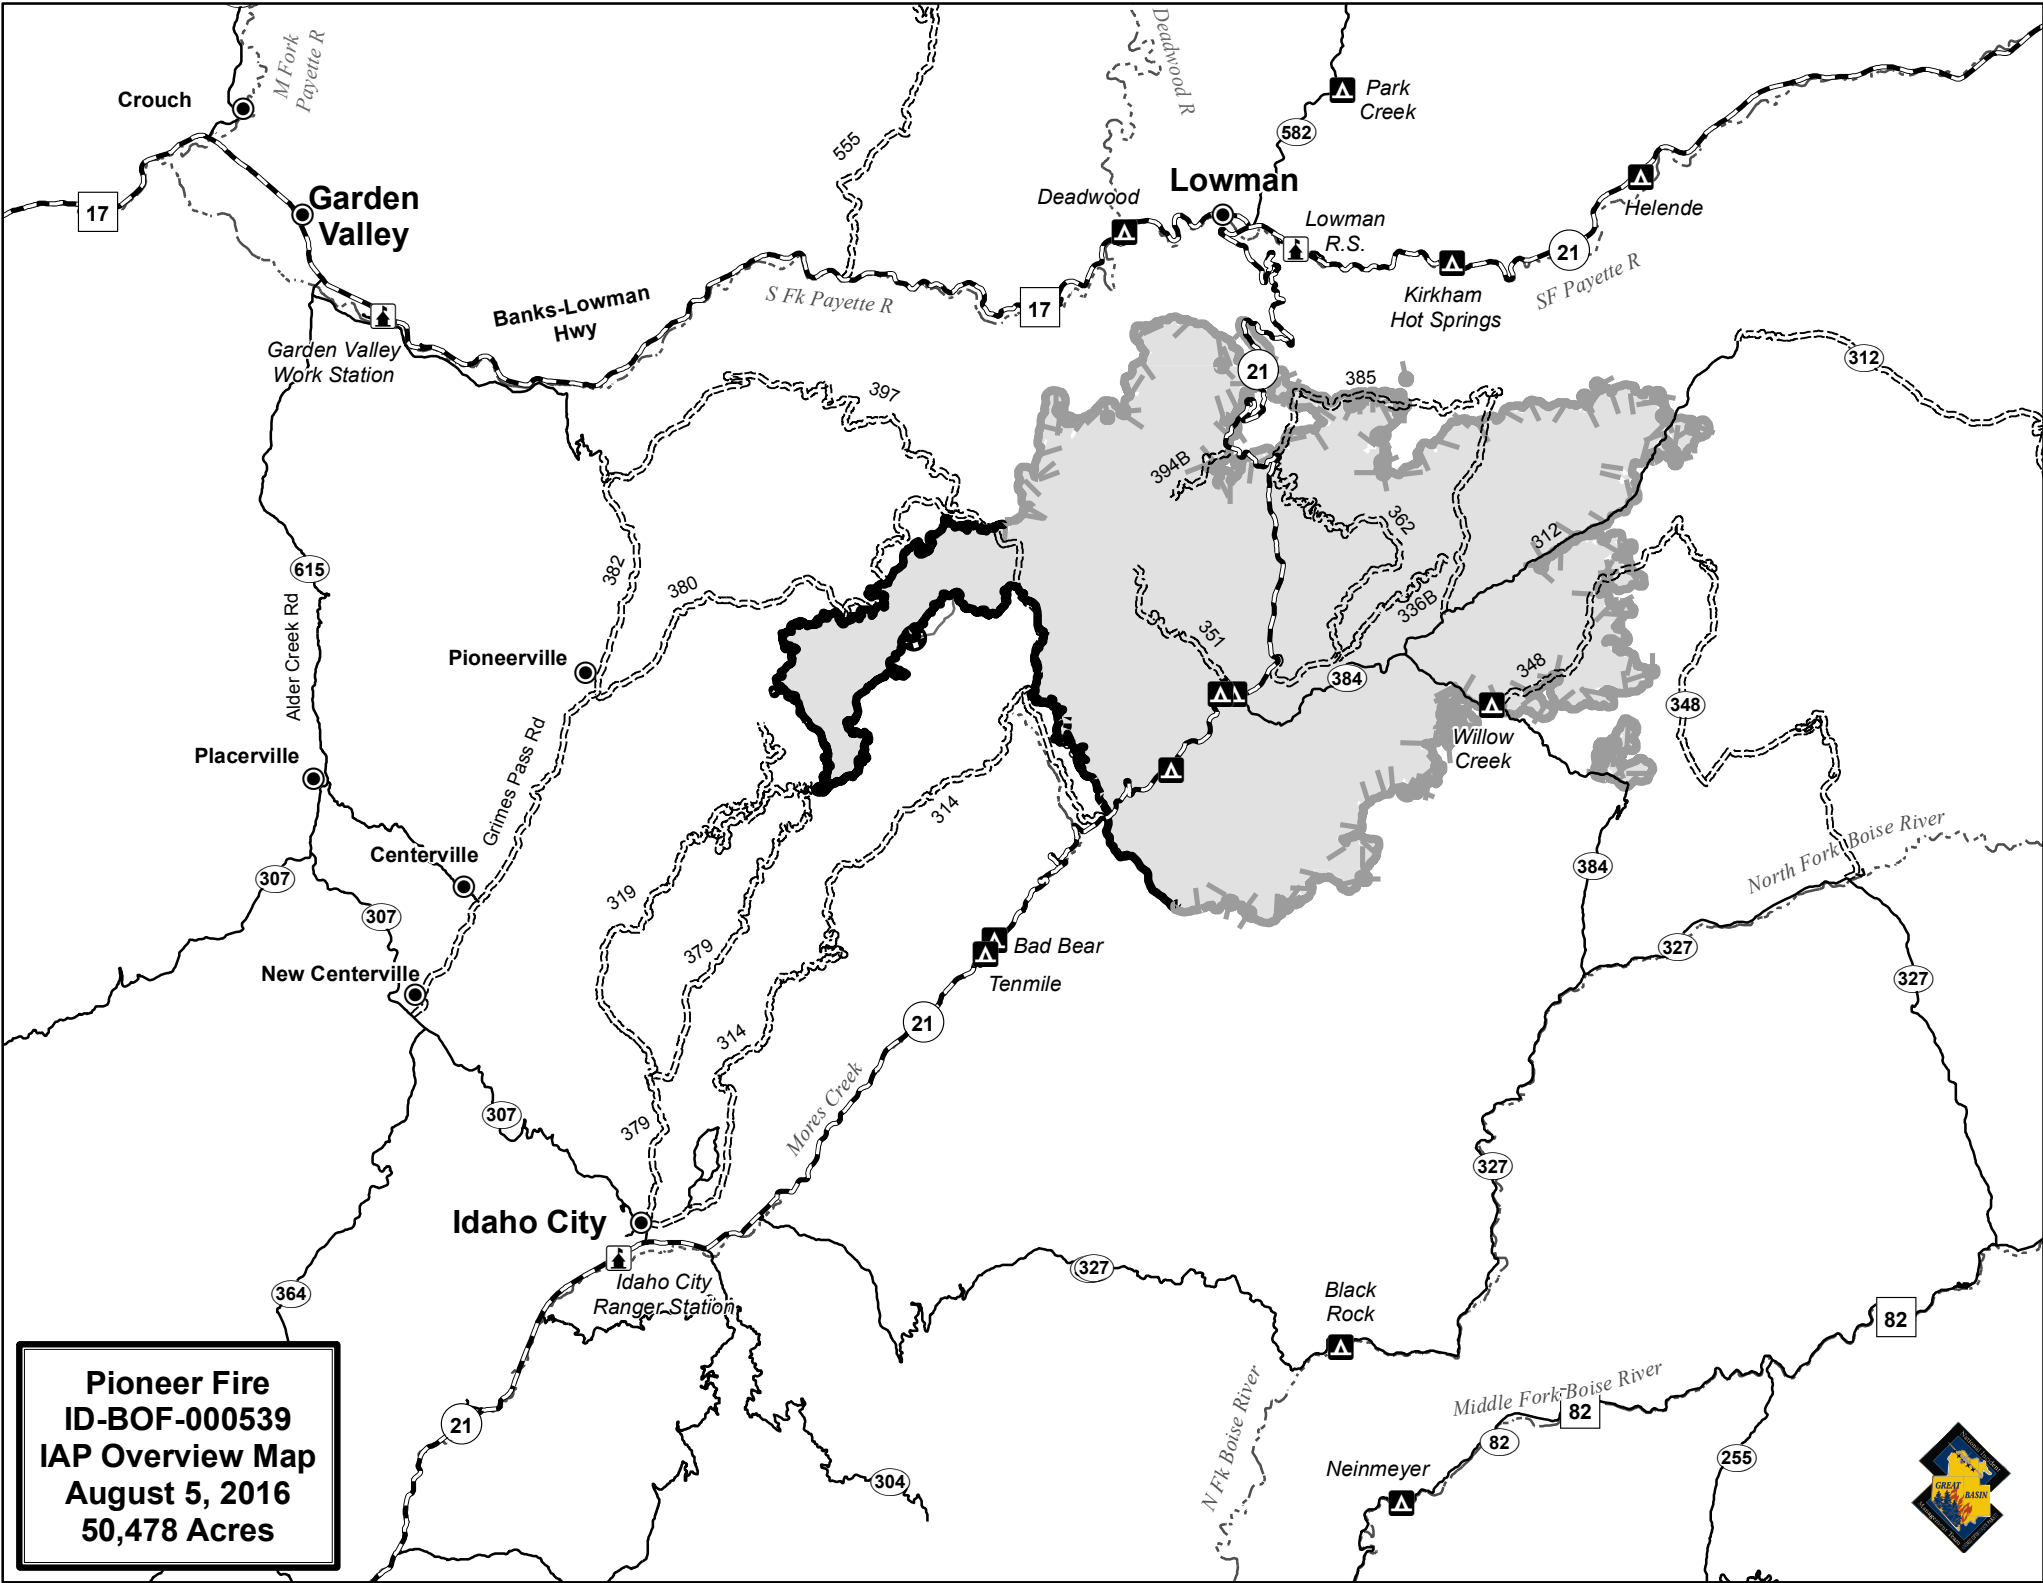 M Fork
Payette R
Deadwood R
Crouch
Park
Creek
582
555
17
Garden
Valley
Deadwood
Lowman
Lowman
R.S.
Helende
21
SF Payette R
Kirkham
Hot Springs
Banks-Lowman
Hwy
S Fk Payette R
17
Garden Valley
Work Station
312
21
385
397
394B
362
312
615
382
380
336B
351
Alder Creek Rd
Pioneerville
348
384
348
Willow
Creek
Placerville
Grimes Pass Rd
314
Centerville
North Fork Boise River
307
384
319
307
379
Bad Bear
Tenmile
327
New Centerville
327
21
314
Mores Creek
307
379
327
Idaho City
Idaho City
Ranger Station
327
364
Black
Rock
82
Middle Fork Boise River
82
N Fk Boise River
21
82
Neinmeyer
304
255
Pioneer Fire
ID-BOF-000539
IAP Overview Map
August 5, 2016
50,478 Acres
National Incident
GREAT
BASIN
Management Team